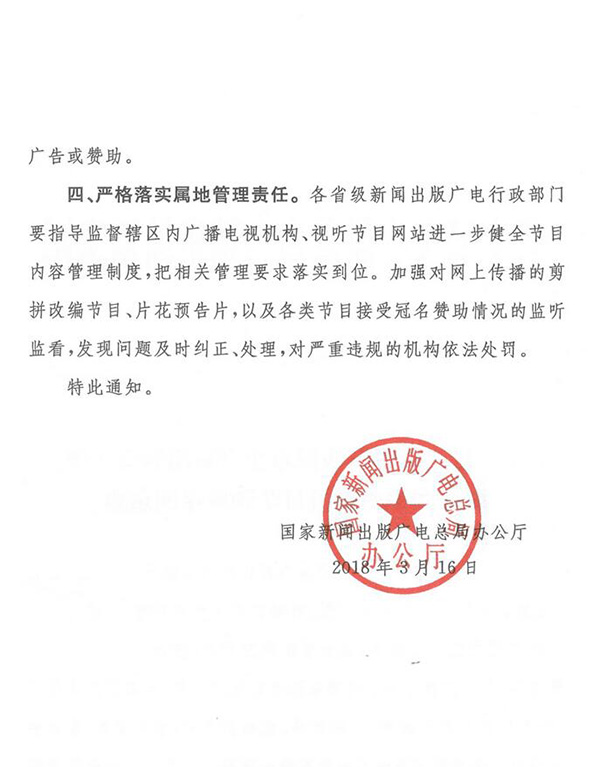 广告或赞助。
四、严格落实属地管理责任。各省级新闻出版广电行政部门
要指导监督辖区内广播电视机构、视听节目网站进一步健全节目
内容管理制度，把相关管理要求落实到位。加强对网上传播的剪
拼改编节目、片花预告片，以及各类节目接受冠名赞助情况的监听
监看，发现问题及时纠正、处理，对严重违规的机构依法处罚。
特此通知。
国家新闻出版广电总局
国家新闻出版广电总局办公厅
办公厅
2018年3月16日